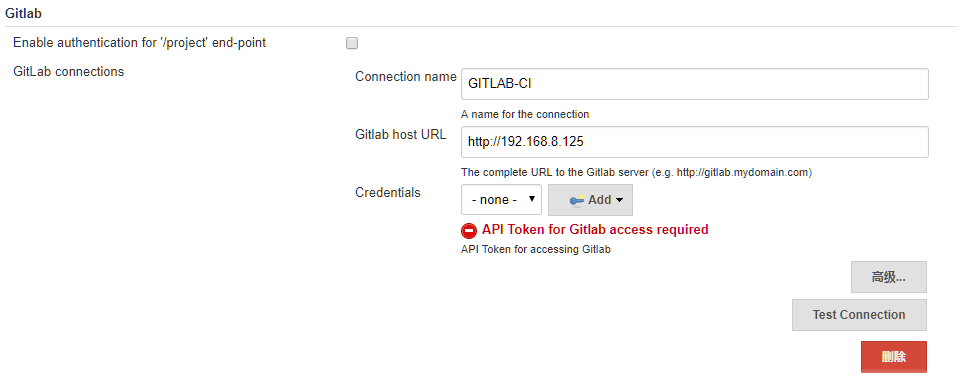 Gitlab
Enable authentication for '/project' end-point
GitLab connections
Connection name GITLAB-CI
A name for the connection
Gitlab host URL http://192.168.8.125
The complete URL to the Gitlab server (e.g. http://gitlab.mydomain.com)
Credentials - none - Add
API Token for Gitlab access required
API Token for accessing Gitlab
高级...
Test Connection
删除